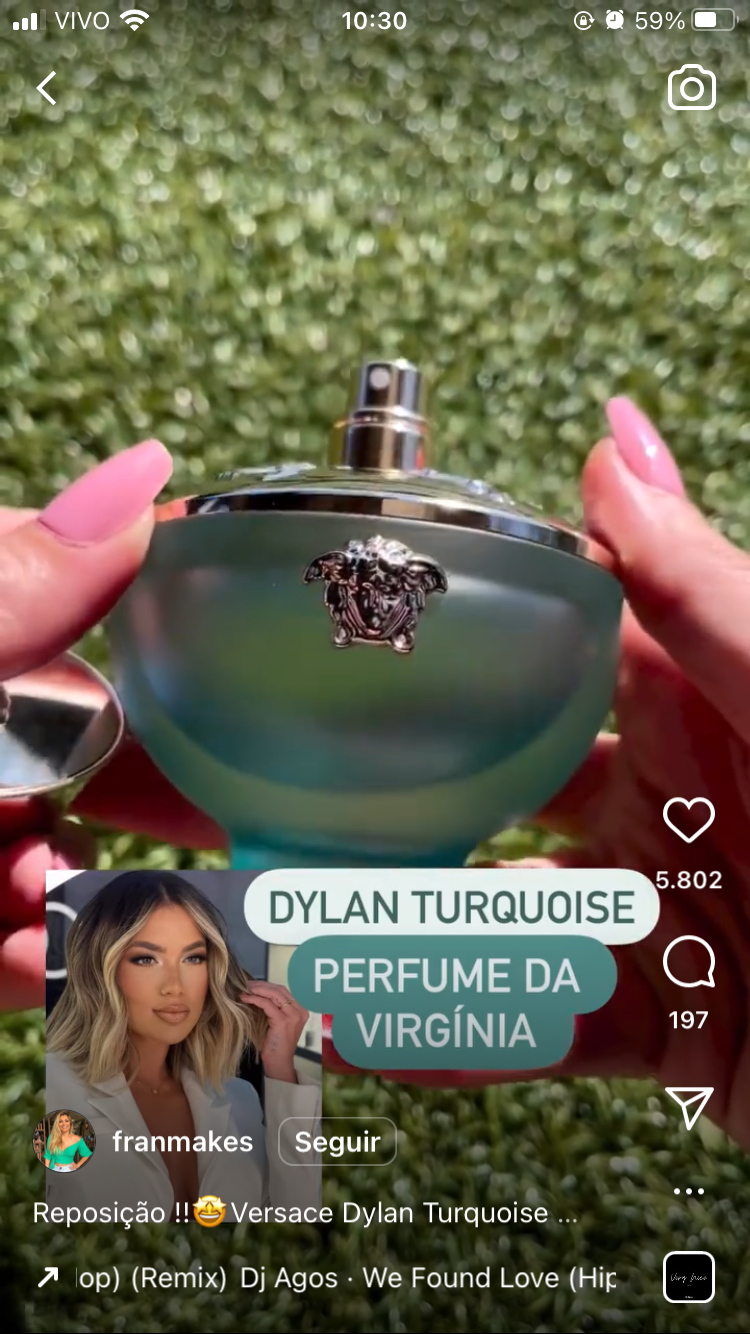 VIVO 10:30 59%
DYLAN TURQUOISE
PERFUME DA
VIRGÍNIA
5.802
197
franmakes Seguir
Reposição !!🤩Versace Dylan Turquoise ...
op) (Remix) Dj Agos · We Found Love (Hip